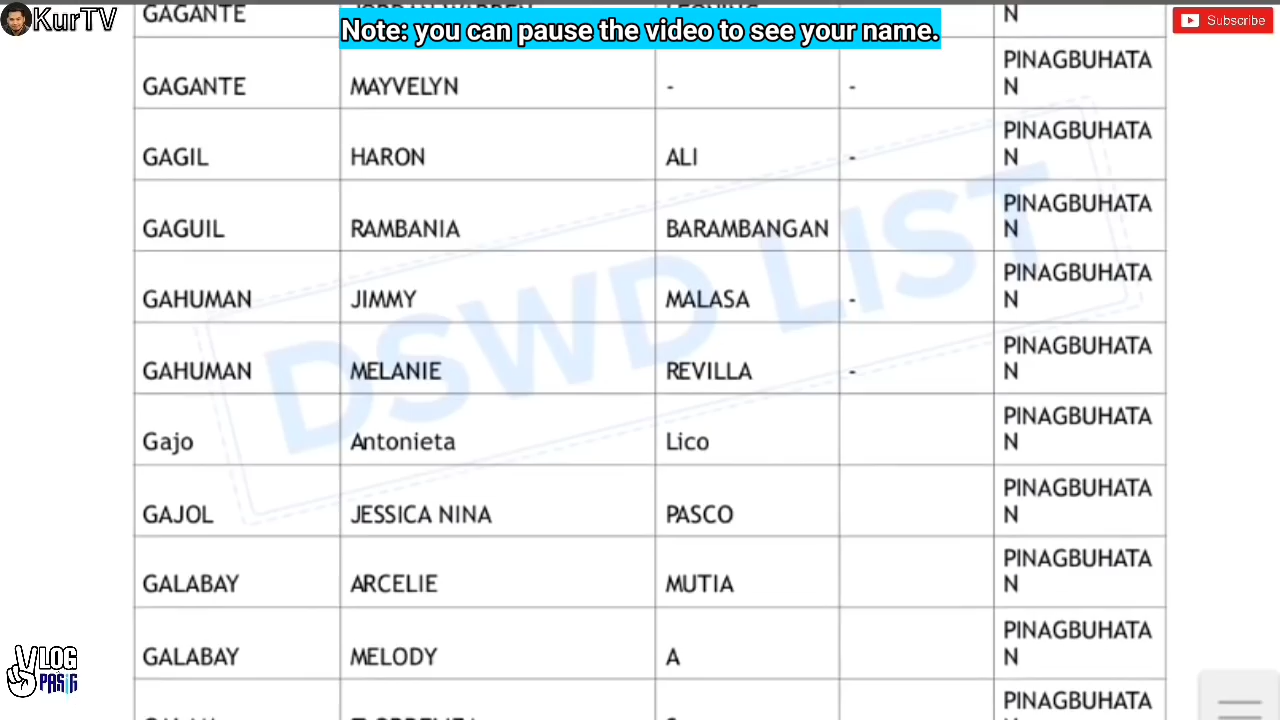 KurTV
Note: you can pause the video to see your name.
Subscribe
GAGANTE N
PINAGBUHATA
GAGANTE MAYVELYN - - N
PINAGBUHATA
GAGIL HARON ALI - N
PINAGBUHATA
GAGUIL RAMBANIA BARAMBANGAN N
PINAGBUHATA
GAHUMAN JIMMY MALASA - N
PINAGBUHATA
GAHUMAN MELANIE REVILLA - N
PINAGBUHATA
Gajo Antonieta Lico N
PINAGBUHATA
GAJOL JESSICA NINA PASCO N
PINAGBUHATA
GALABAY ARCELIE MUTIA N
PINAGBUHATA
GALABAY MELODY A N
PINAGBUHATA
DSWD LIST
VLOG
PASIG